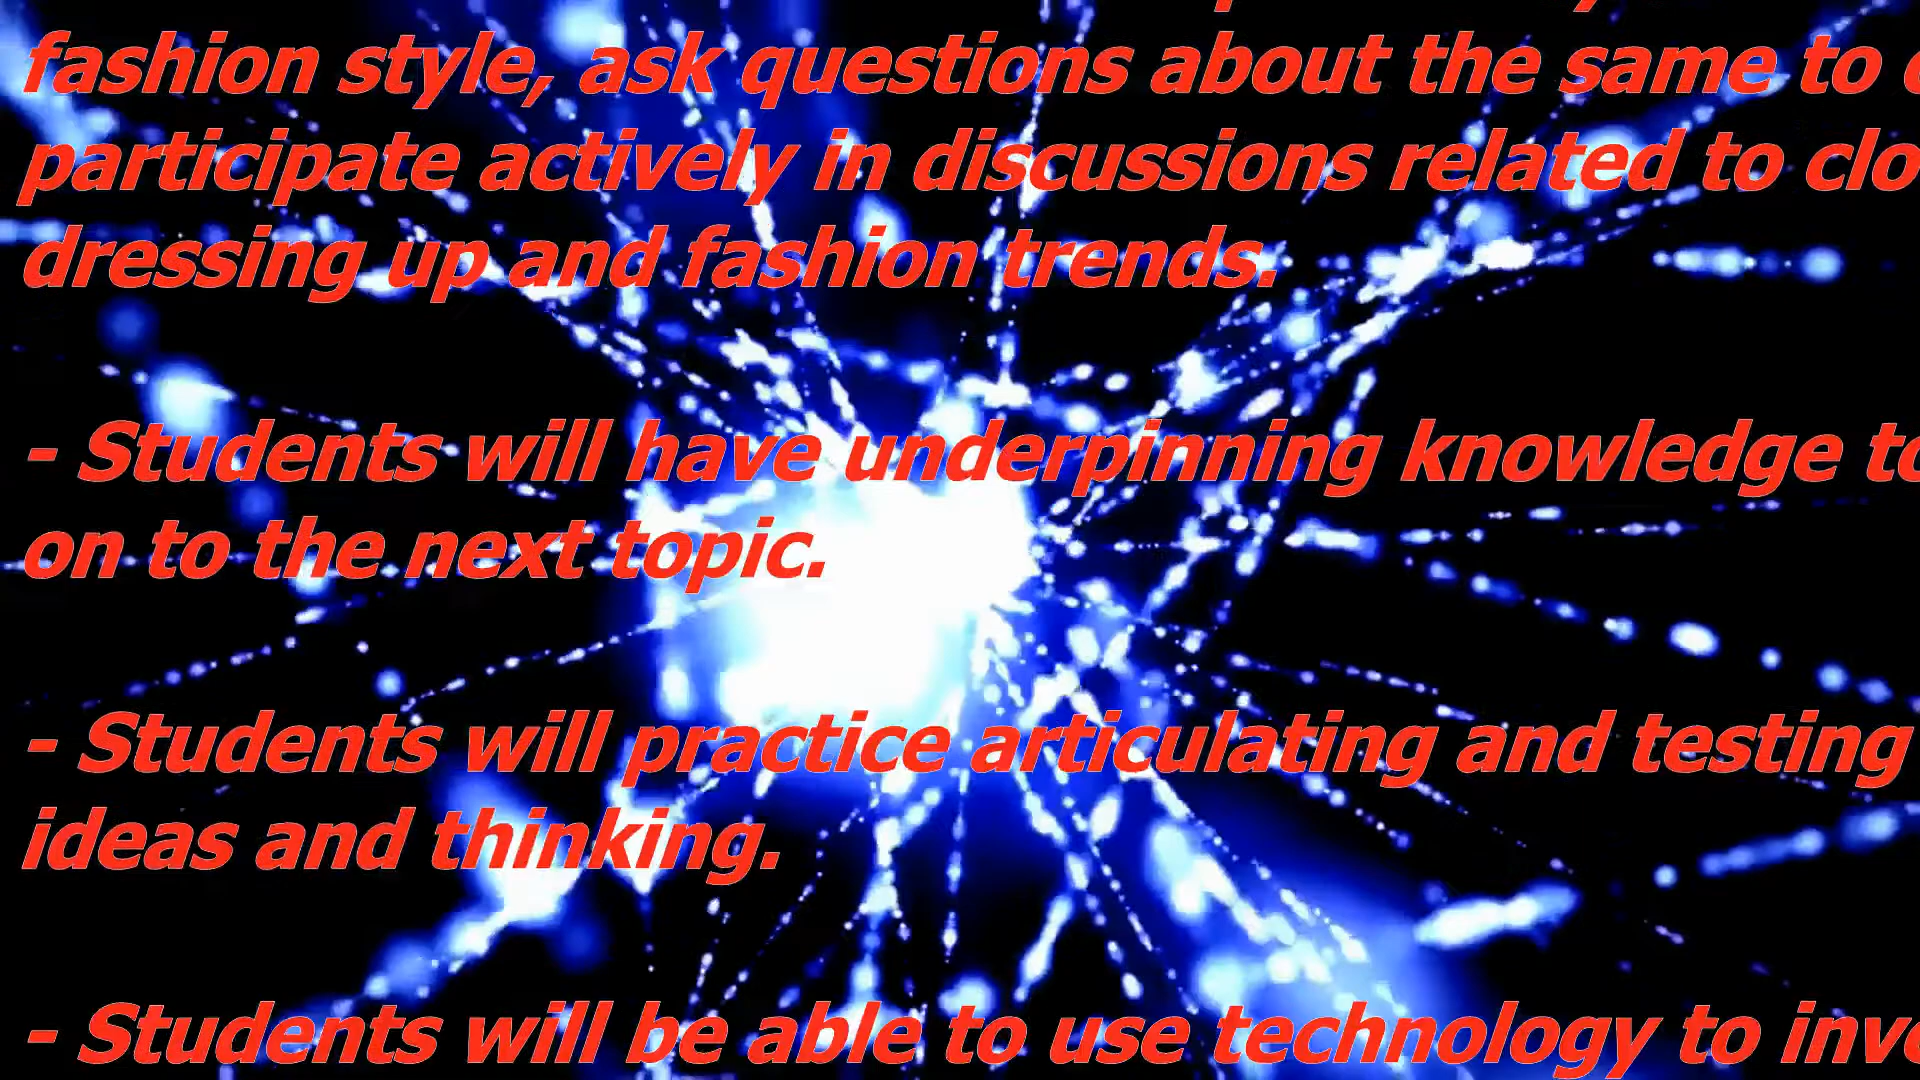 fashion style, ask questions about the same to
participate actively in discussions related to
dressing up and fashion trends.
- Students will have underpinning knowledge to
on to the next topic.
- Students will practice articulating and testing
ideas and thinking.
- Students will be able to use technology to